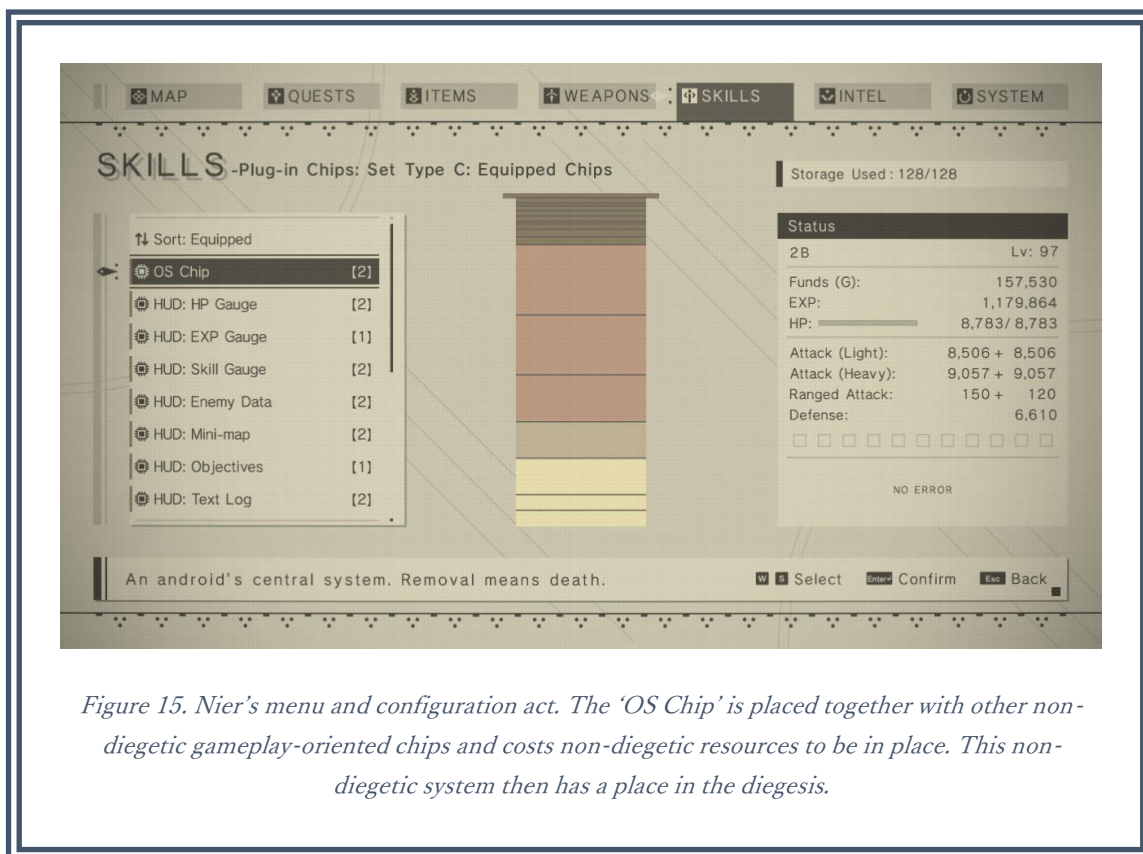 MAP QUESTS ITEMS WEAPONS SKILLS INTEL SYSTEM
SKILLS -Plug-in Chips: Set Type C: Equipped Chips
Storage Used : 128/128
Sort: Equipped
OS Chip [2]
HUD: HP Gauge [2]
HUD: EXP Gauge [1]
HUD: Skill Gauge [2]
HUD: Enemy Data [2]
HUD: Mini-map [2]
HUD: Objectives [1]
HUD: Text Log [2]
Status
2B Lv: 97
Funds (G): 157,530
EXP: 1,179,864
HP: 8,783/ 8,783
Attack (Light): 8,506 + 8,506
Attack (Heavy): 9,057 + 9,057
Ranged Attack: 150 + 120
Defense: 6,610
NO ERROR
An android's central system. Removal means death.
W S Select Enter Confirm Esc Back
Figure 15. Nier's menu and configuration act. The 'OS Chip' is placed together with other non-
diegetic gameplay-oriented chips and costs non-diegetic resources to be in place. This non-
diegetic system then has a place in the diegesis.